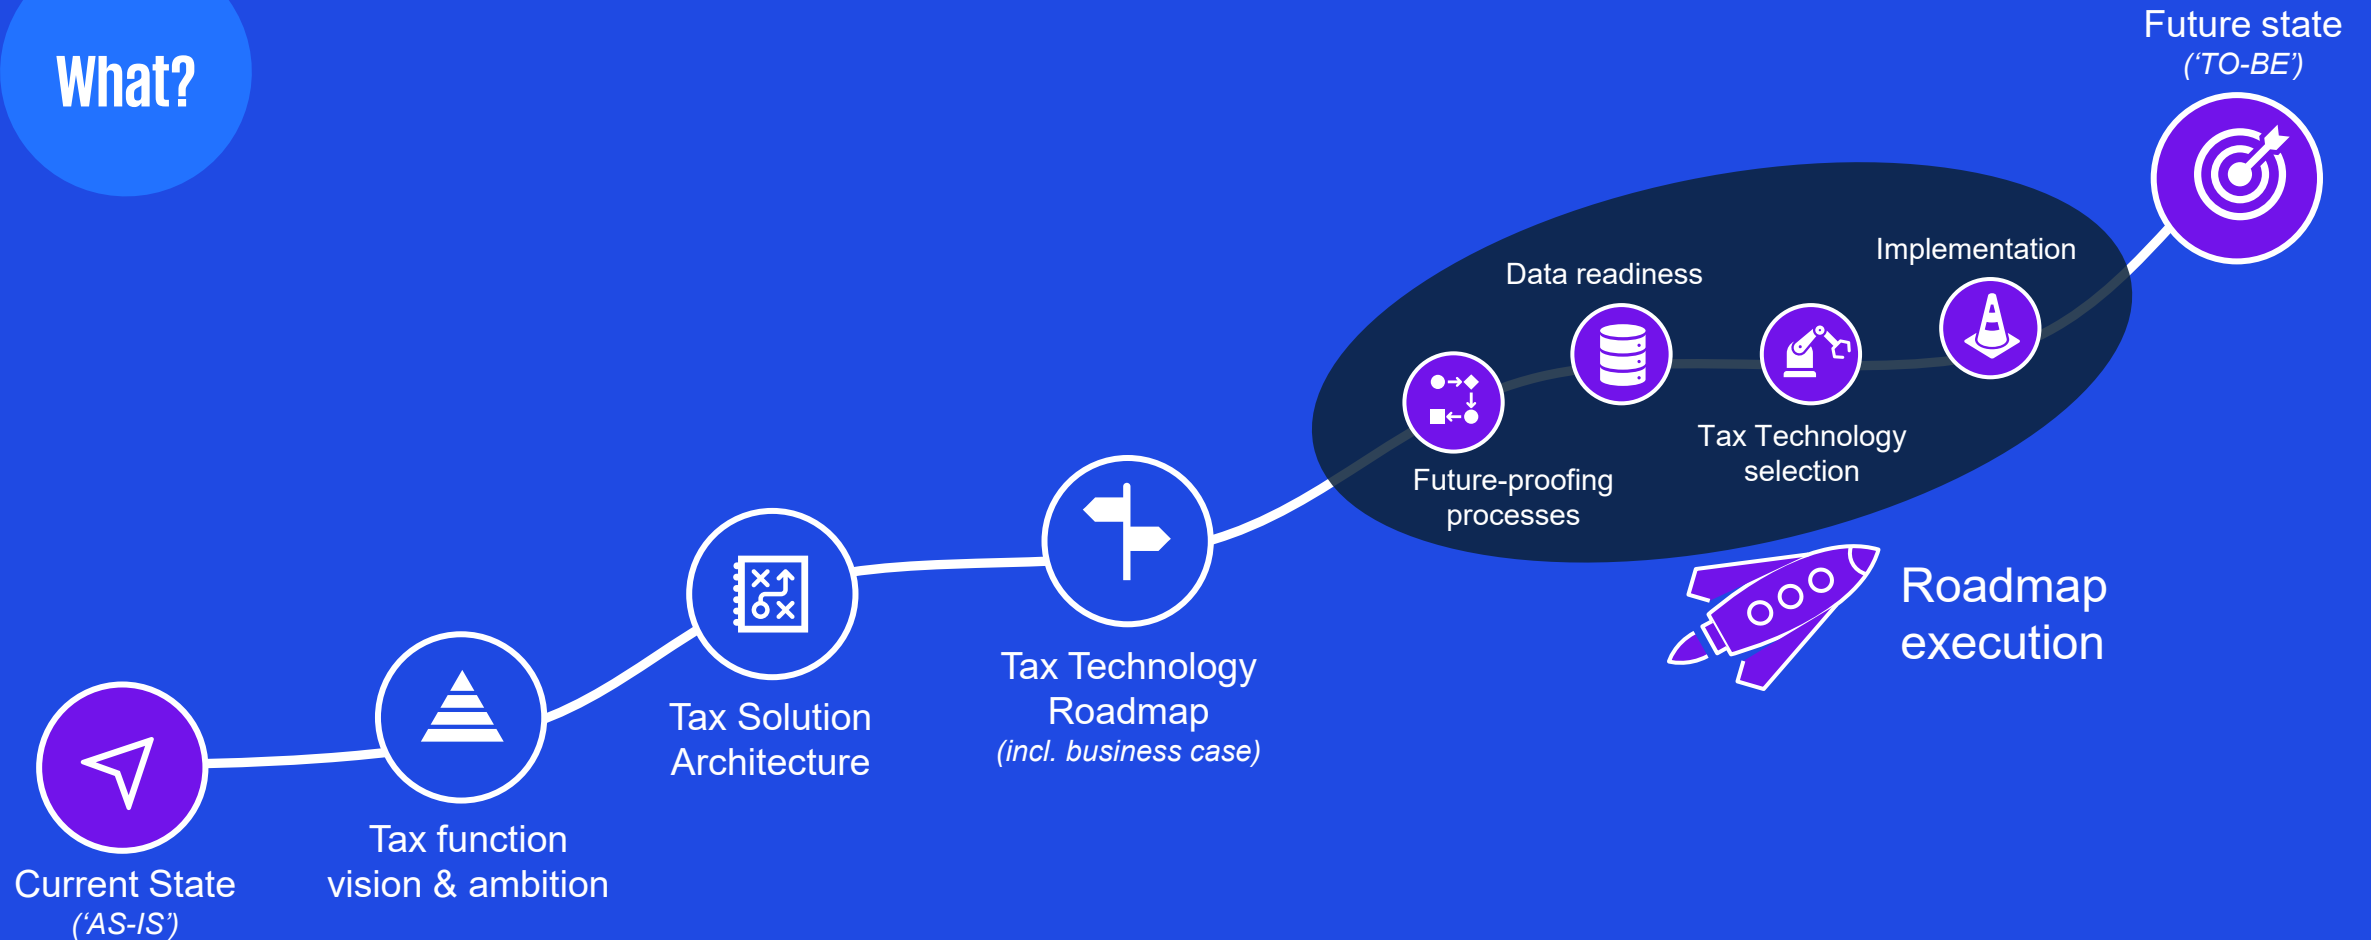 What?
Current State
(‘AS-IS’)
Tax function
vision & ambition
Tax Solution
Architecture
Tax Technology
Roadmap
(incl. business case)
Future-proofing
processes
Data readiness
Tax Technology
selection
Implementation
Roadmap
execution
Future state
(‘TO-BE’)